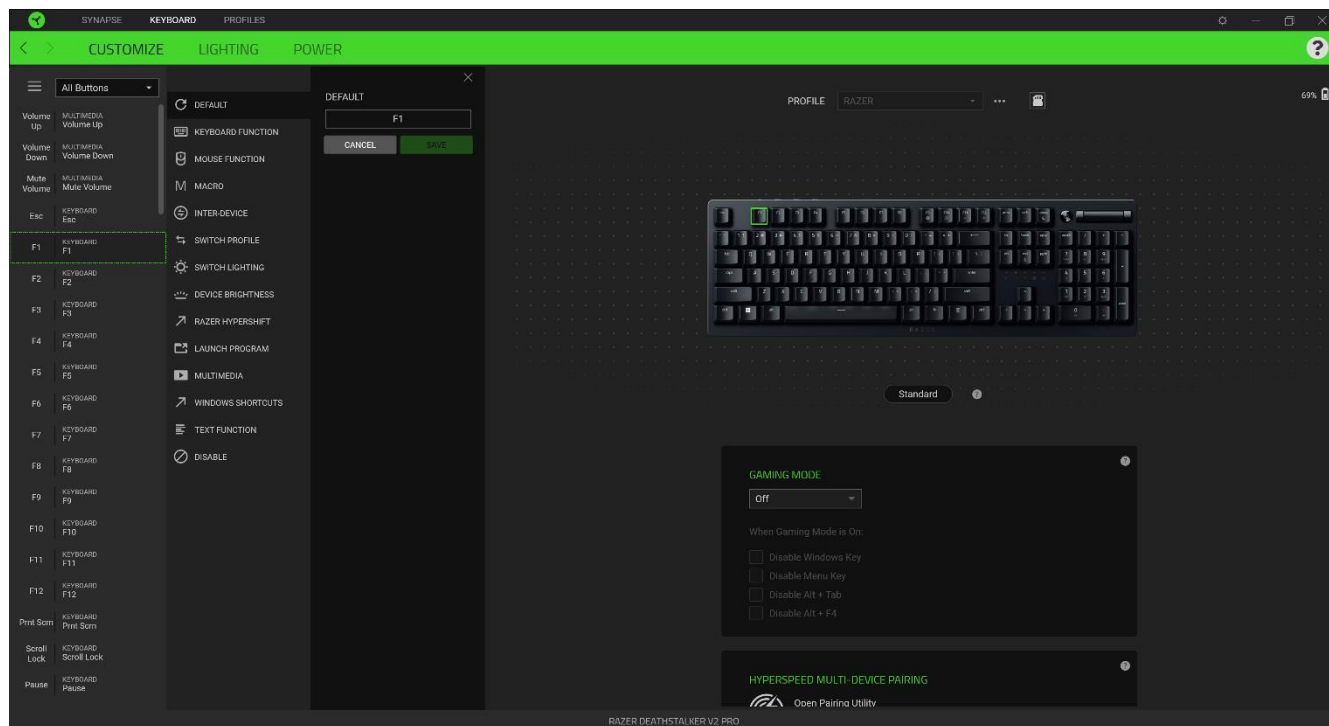 SYNAPSE KEYBOARD PROFILES
CUSTOMIZE LIGHTING POWER
?
All Buttons
Volume Up MULTIMEDIA Volume Up
Volume Down MULTIMEDIA Volume Down
Mute Volume MULTIMEDIA Mute Volume
Esc KEYBOARD Esc
F1 KEYBOARD F1
F2 KEYBOARD F2
F3 KEYBOARD F3
F4 KEYBOARD F4
F5 KEYBOARD F5
F6 KEYBOARD F6
F7 KEYBOARD F7
F8 KEYBOARD F8
F9 KEYBOARD F9
F10 KEYBOARD F10
F11 KEYBOARD F11
F12 KEYBOARD F12
Prnt Scrn KEYBOARD Prnt Scrn
Scroll Lock KEYBOARD Scroll Lock
Pause KEYBOARD Pause
DEFAULT
KEYBOARD FUNCTION
MOUSE FUNCTION
MACRO
INTER-DEVICE
SWITCH PROFILE
SWITCH LIGHTING
DEVICE BRIGHTNESS
RAZER HYPERSHIFT
LAUNCH PROGRAM
MULTIMEDIA
WINDOWS SHORTCUTS
TEXT FUNCTION
DISABLE
DEFAULT
F1
CANCEL SAVE
PROFILE RAZER
69%
RAZER
Standard ?
GAMING MODE ?
Off
When Gaming Mode is On:
Disable Windows Key
Disable Menu Key
Disable Alt + Tab
Disable Alt + F4
HYPERSPEED MULTI-DEVICE PAIRING ?
Open Pairing Utility
RAZER DEATHSTALKER V2 PRO